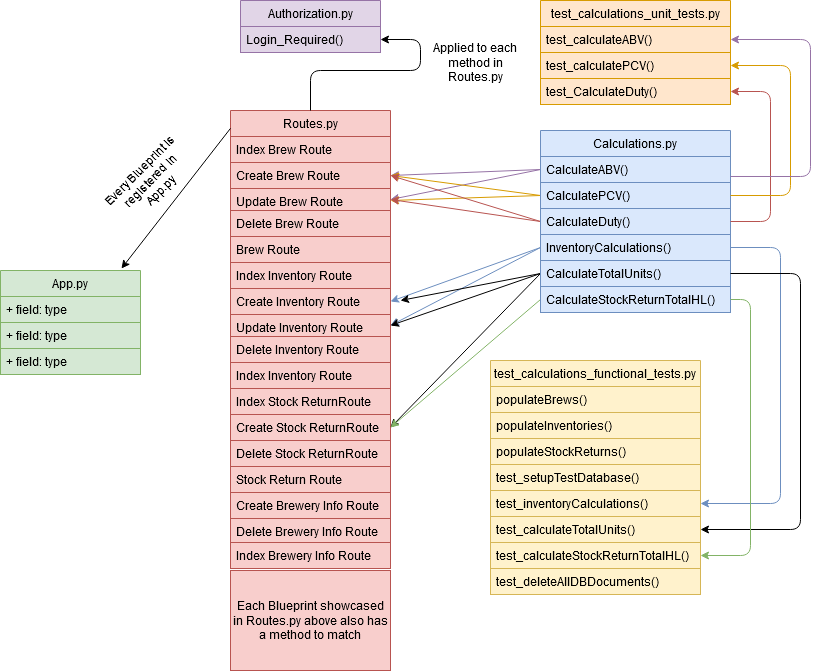 Authorization.py
Login_Required()
Applied to each
method in
Routes.py
test_calculations_unit_tests.py
test_calculateABV()
test_calculatePCV()
test_CalculateDuty()
Every Blueprint is
registered in
App.py
App.py
+ field: type
+ field: type
+ field: type
Routes.py
Index Brew Route
Create Brew Route
Update Brew Route
Delete Brew Route
Brew Route
Index Inventory Route
Create Inventory Route
Update Inventory Route
Delete Inventory Route
Index Inventory Route
Index Stock ReturnRoute
Create Stock ReturnRoute
Delete Stock ReturnRoute
Stock Return Route
Create Brewery Info Route
Delete Brewery Info Route
Index Brewery Info Route
Each Blueprint showcased
in Routes.py above also has
a method to match
Calculations.py
CalculateABV()
CalculatePCV()
CalculateDuty()
InventoryCalculations()
CalculateTotalUnits()
CalculateStockReturnTotalHL()
test_calculations_functional_tests.py
populateBrews()
populateInventories()
populateStockReturns()
test_setupTestDatabase()
test_inventoryCalculations()
test_calculateTotalUnits()
test_calculateStockReturnTotalHL()
test_deleteAllDBDocuments()